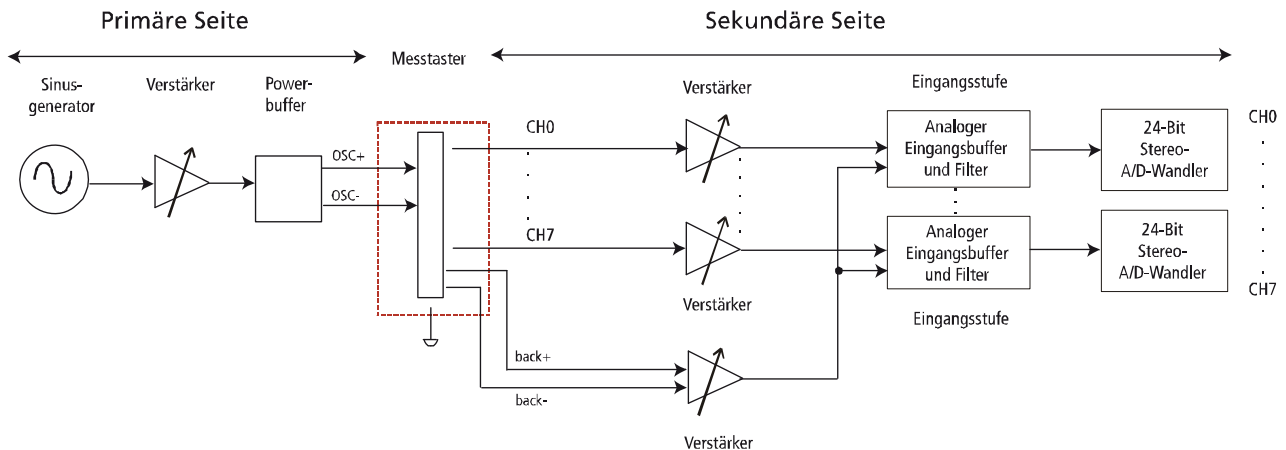 Primäre Seite
Sekundäre Seite
Messtaster
Sinus-
generator
Verstärker
Power-
buffer
Verstärker
Eingangsstufe
OSC+
OSC-
CH0
CH7
Analoger
Eingangsbuffer
und Filter
24-Bit
Stereo-
A/D-Wandler
CH0
Analoger
Eingangsbuffer
und Filter
24-Bit
Stereo-
A/D-Wandler
CH7
Verstärker
Eingangsstufe
back+
back-
Verstärker